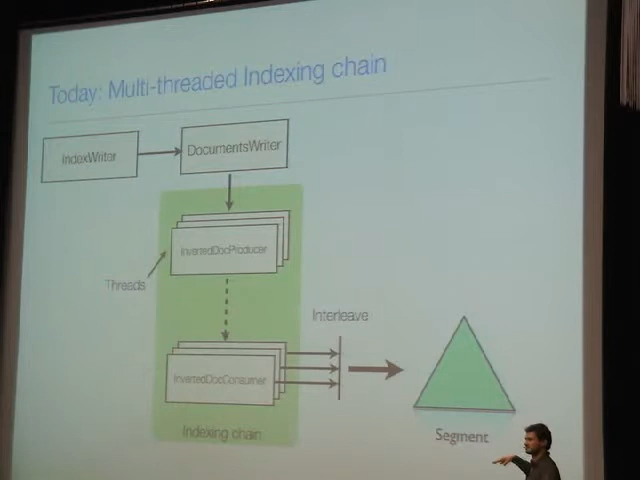 Today: Multi-threaded Indexing chain
IndexWriter
DocumentsWriter
InvertedDocProducer
Threads
Interleave
InvertedDocConsumer
Indexing chain
Segment